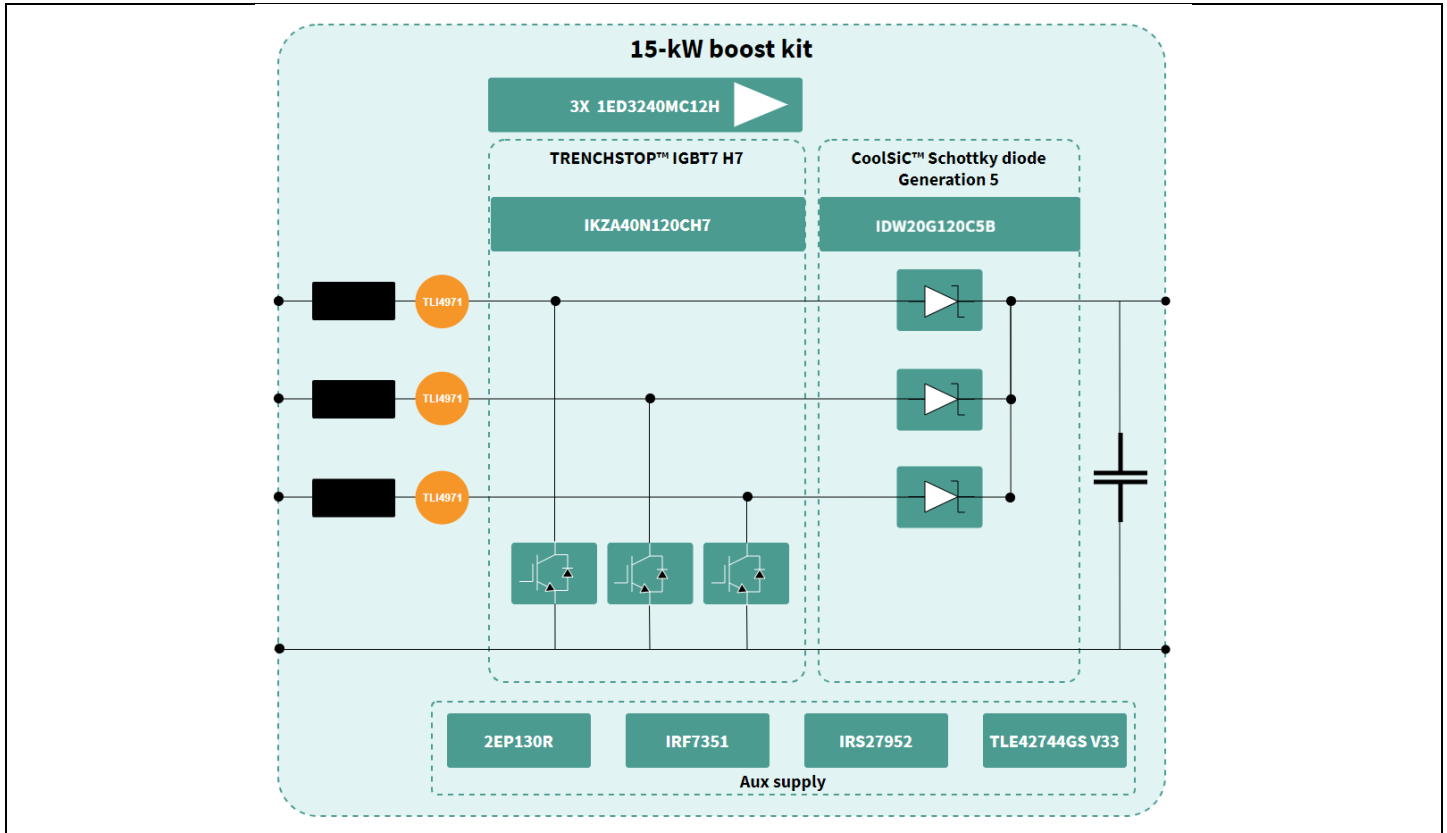 15-kW boost kit
3X 1ED3240MC12H
TRENCHSTOP™ IGBT7 H7
CoolSiC™ Schottky diode
Generation 5
IKZA40N120CH7
IDW20G120C5B
TLI4971
TLI4971
TLI4971
2EP130R
IRF7351
IRS27952
TLE42744GS V33
Aux supply